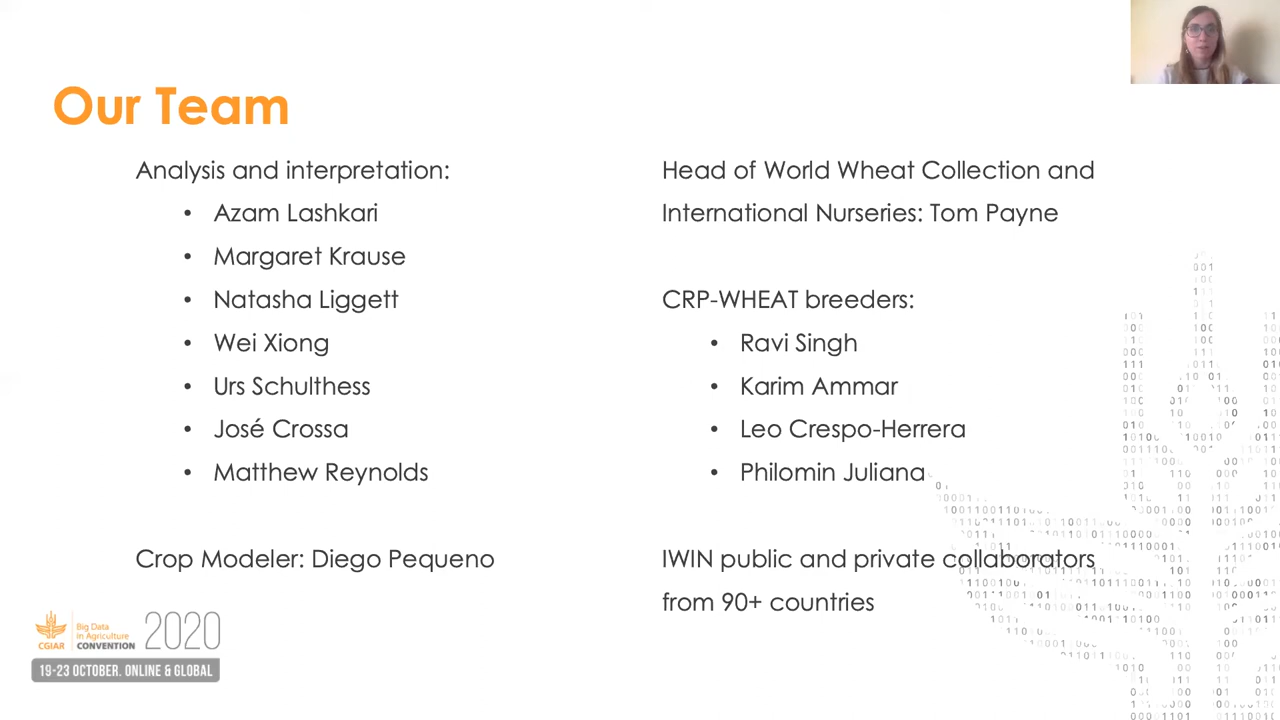 Our Team
Analysis and interpretation:
• Azam Lashkari
• Margaret Krause
• Natasha Liggett
• Wei Xiong
• Urs Schulthess
• José Crossa
• Matthew Reynolds
Crop Modeler: Diego Pequeno
Head of World Wheat Collection and
International Nurseries: Tom Payne
CRP-WHEAT breeders:
• Ravi Singh
• Karim Ammar
• Leo Crespo-Herrera
• Philomin Juliana
IWIN public and private collaborators
from 90+ countries
CGIAR
Big Data
In Agriculture
CONVENTION
2020
19-23 OCTOBER. ONLINE & GLOBAL